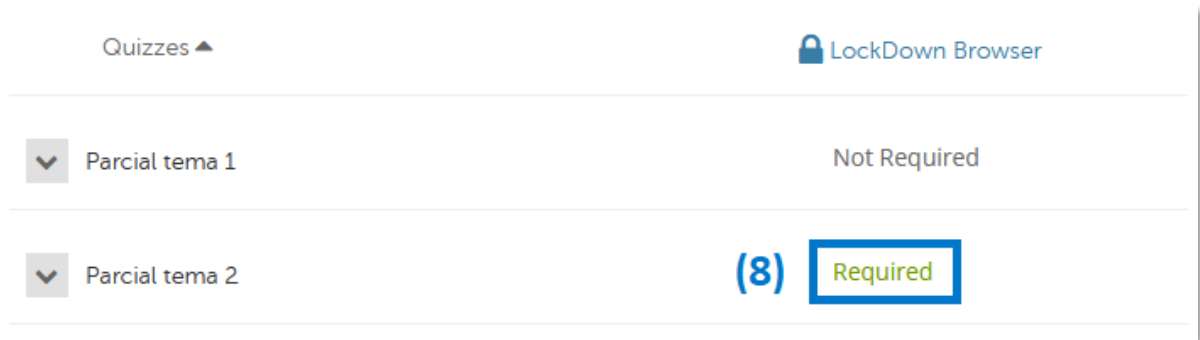 Quizzes
LockDown Browser
Parcial tema 1
Not Required
Parcial tema 2
(8)
Required